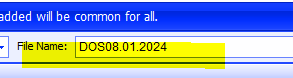 added will be common for all.
File Name: DOS08.01.2024